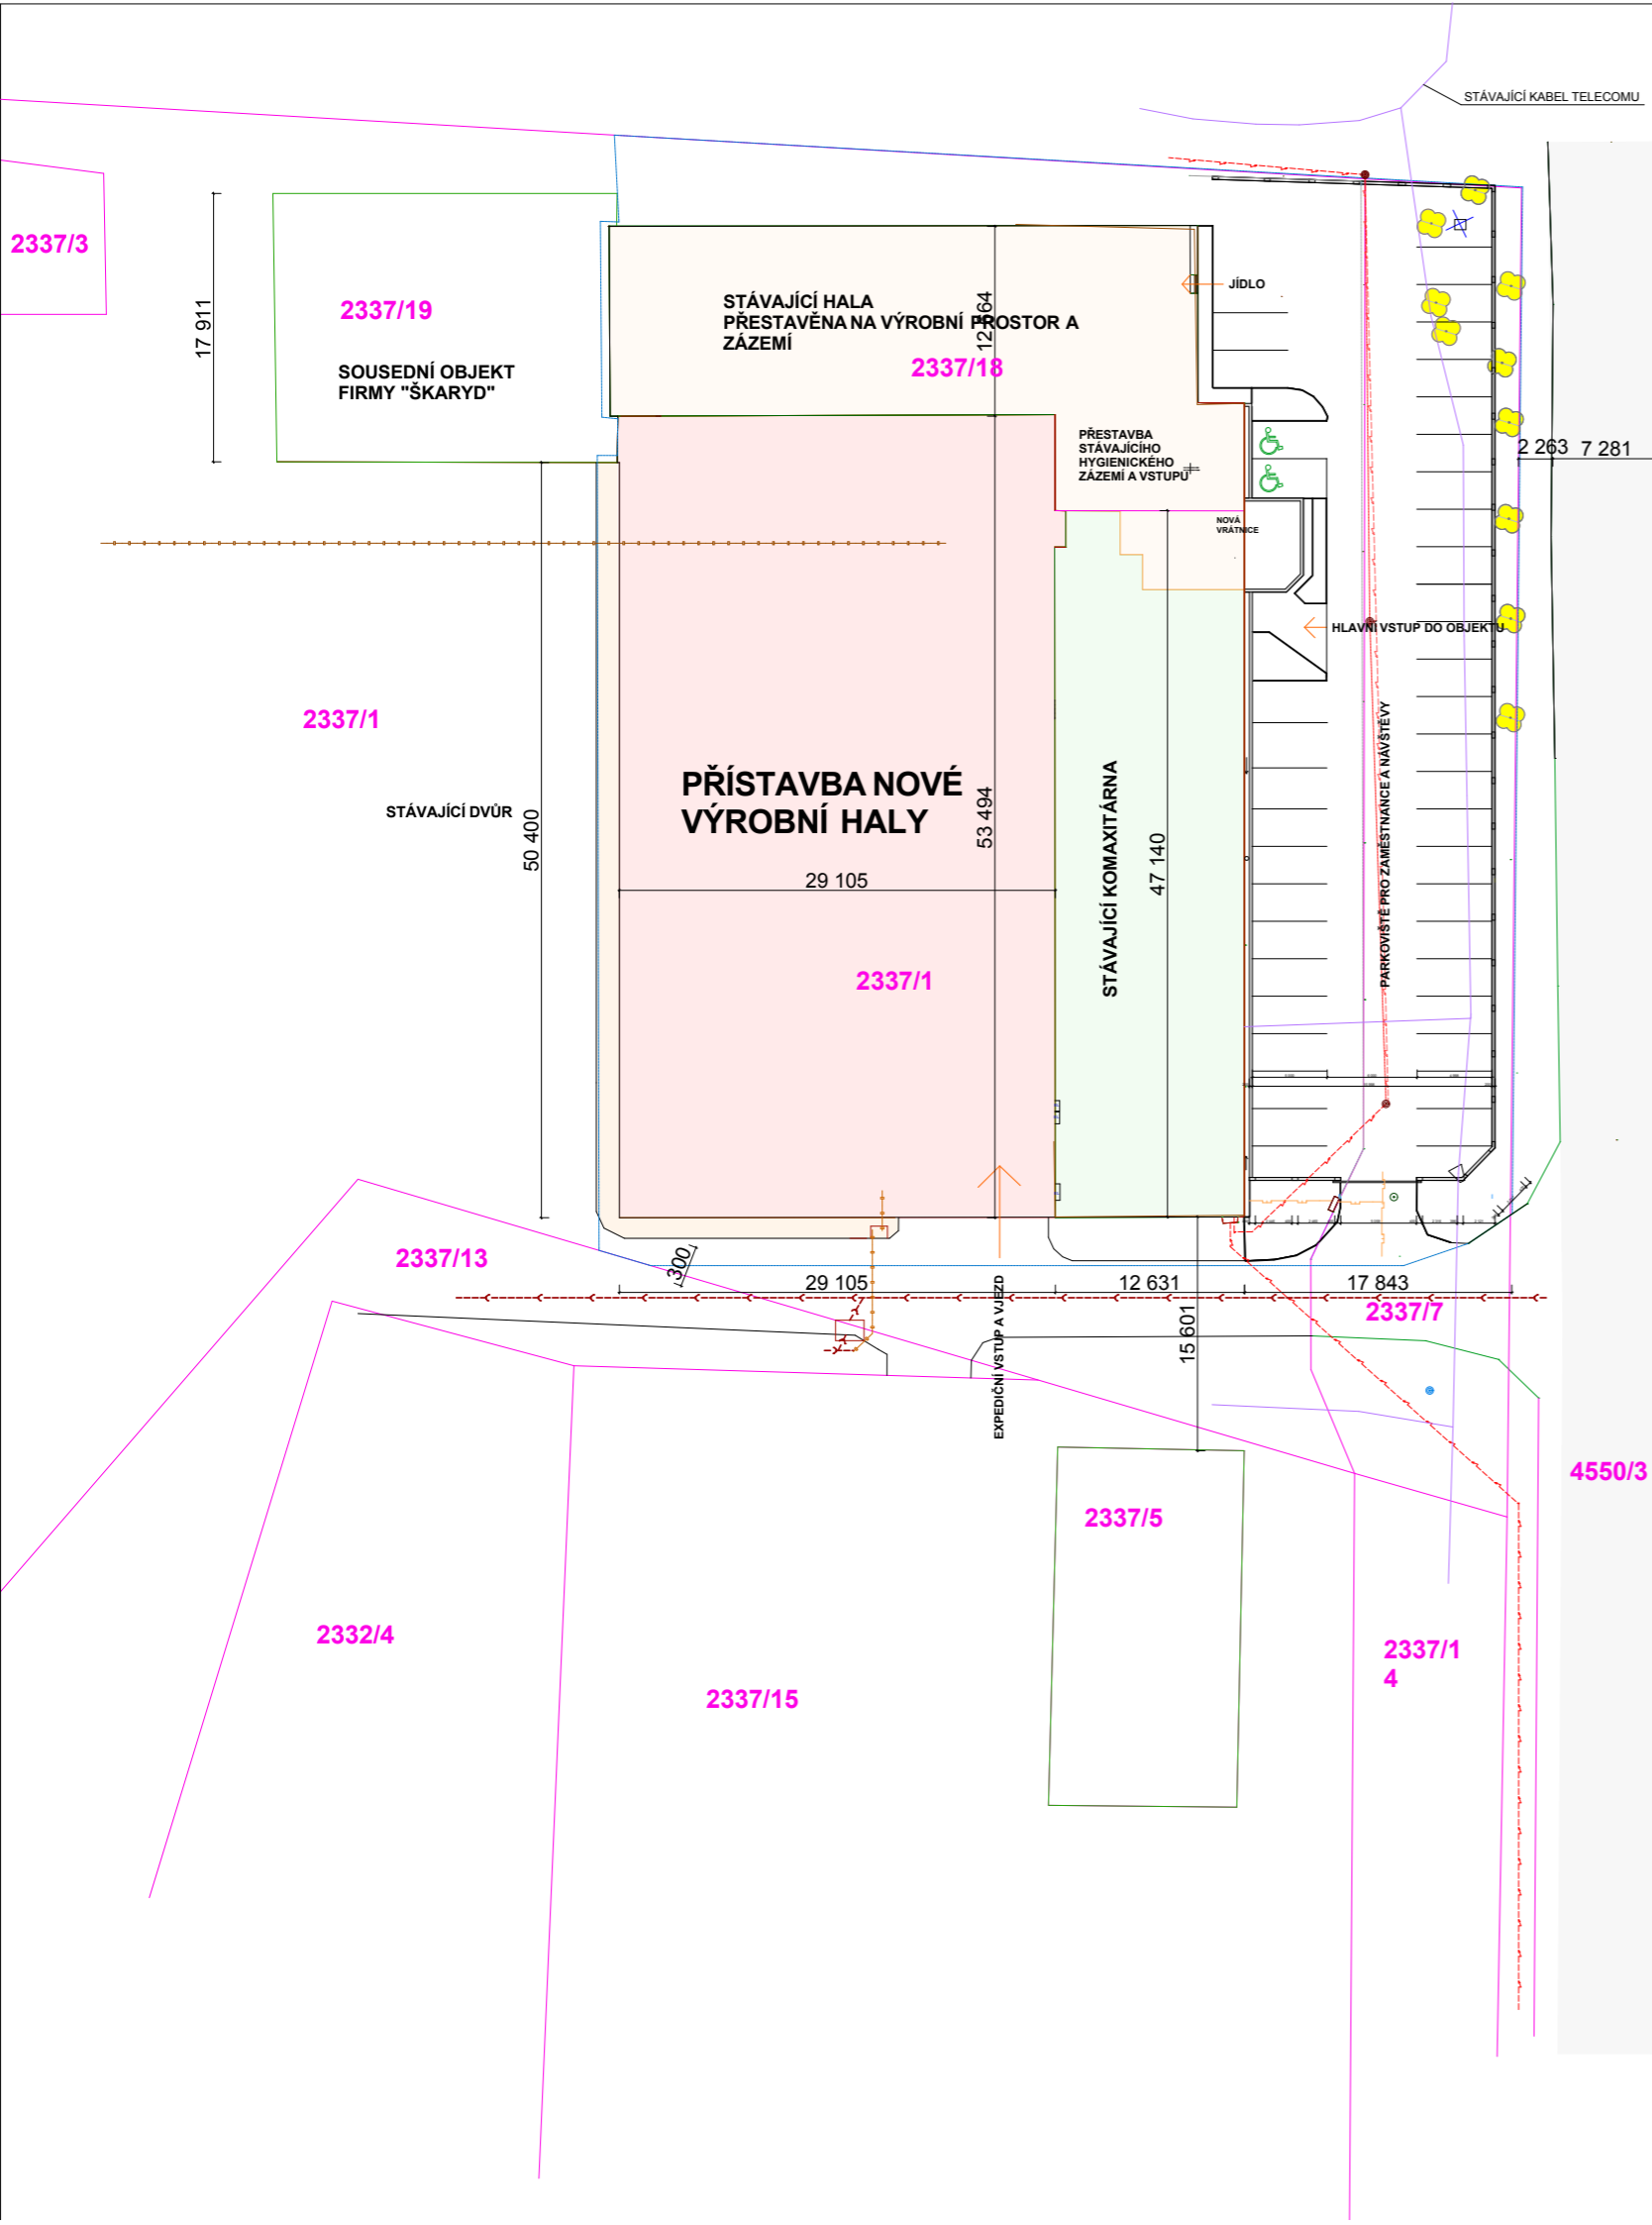 STÁVAJÍCÍ KABEL TELECOMU
2337/3
17 911
2337/19
SOUSEDNÍ OBJEKT
FIRMY "ŠKARYD"
STÁVAJÍCÍ HALA
PŘESTAVĚNA NA VÝROBNÍ PROSTOR A
ZÁZEMÍ
12 664
2337/18
JÍDLO
PŘESTAVBA
STÁVAJÍCÍHO
HYGIENICKÉHO
ZÁZEMÍ A VSTUPU
2 263
7 281
NOVÁ
VRÁTNICE
HLAVNÍ VSTUP DO OBJEKTU
2337/1
STÁVAJÍCÍ DVŮR
50 400
PŘÍSTAVBA NOVÉ
VÝROBNÍ HALY
53 494
29 105
2337/1
STÁVAJÍCÍ KOMAXITÁRNA
47 140
PARKOVIŠTĚ PRO ZAMĚSTNANCE A NÁVŠTĚVY
2337/13
300
29 105
EXPEDIČNÍ VSTUP A VJEZD
12 631
17 843
2337/7
15 601
4550/3
2337/5
2332/4
2337/15
2337/1
4